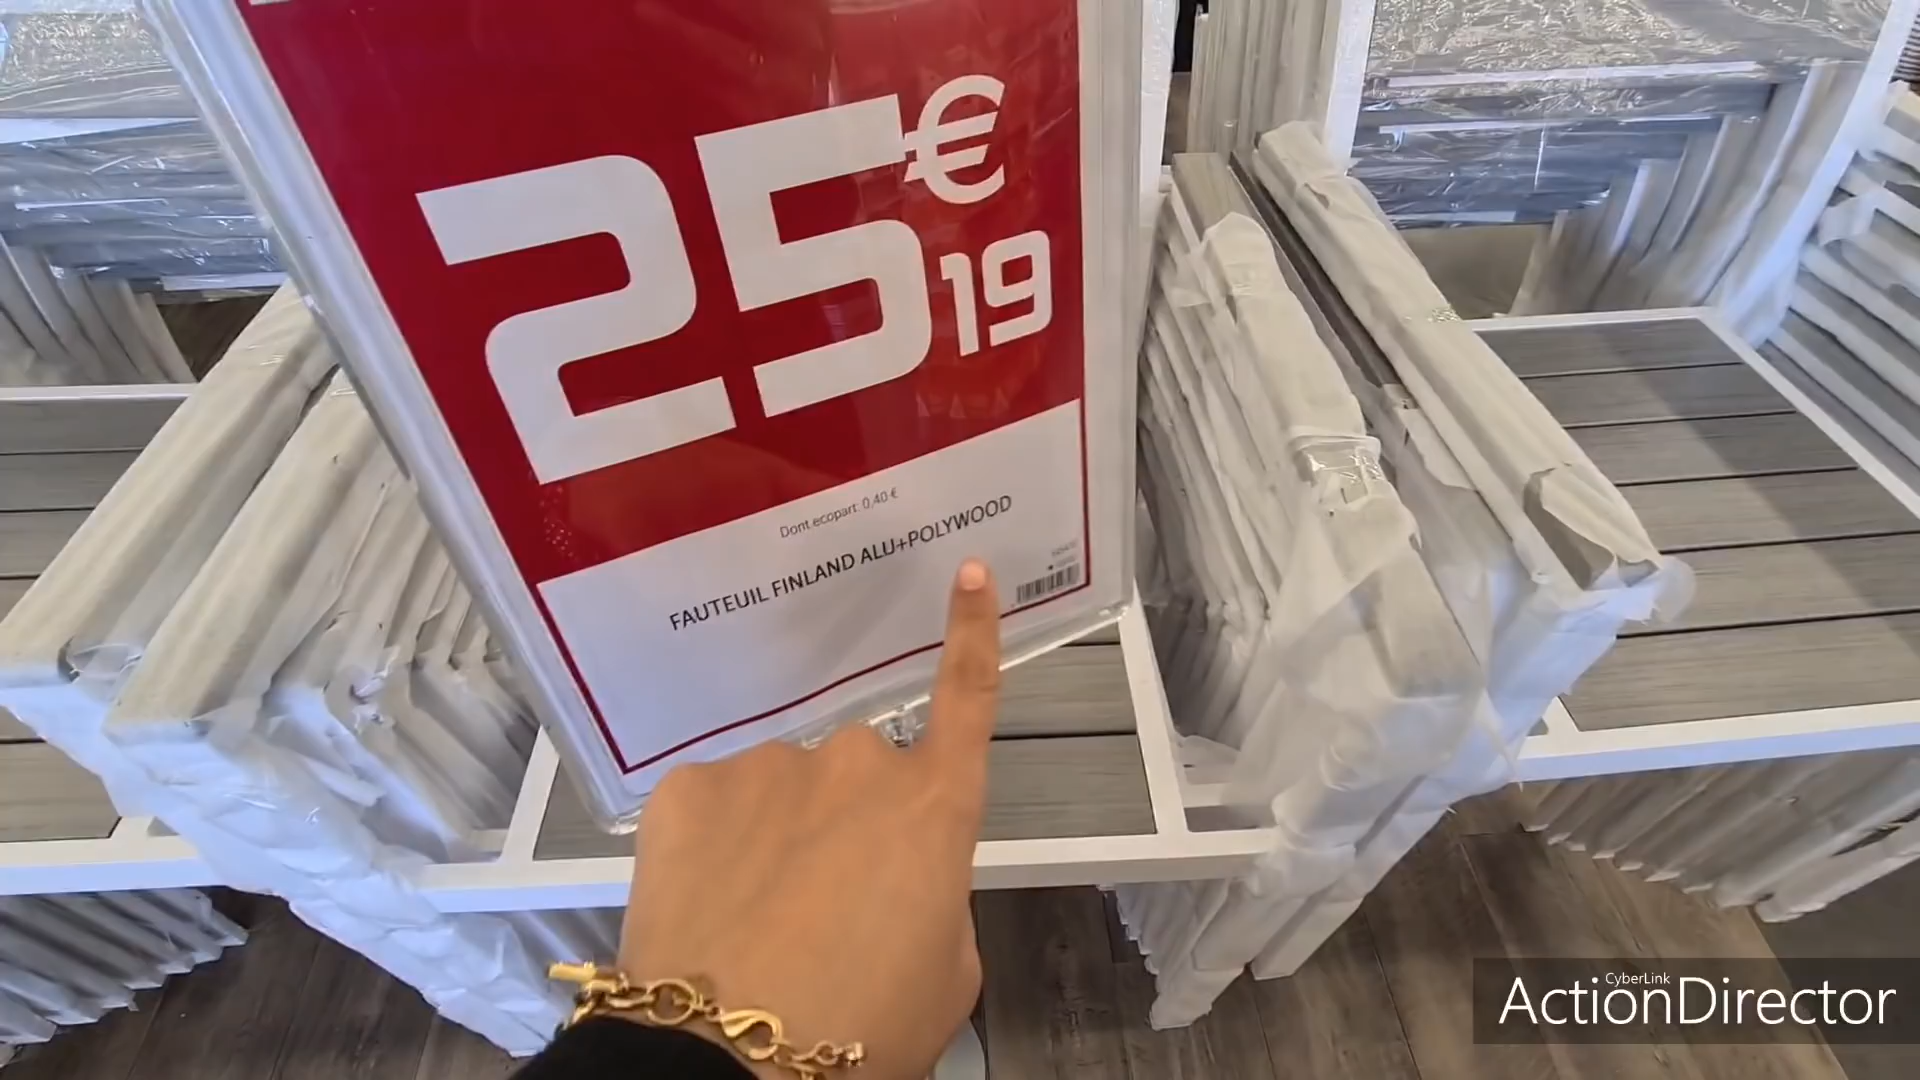 25€19
Dont ecopart: 0,40 €
FAUTEUIL FINLAND ALU+POLYWOOD
CyberLink
ActionDirector